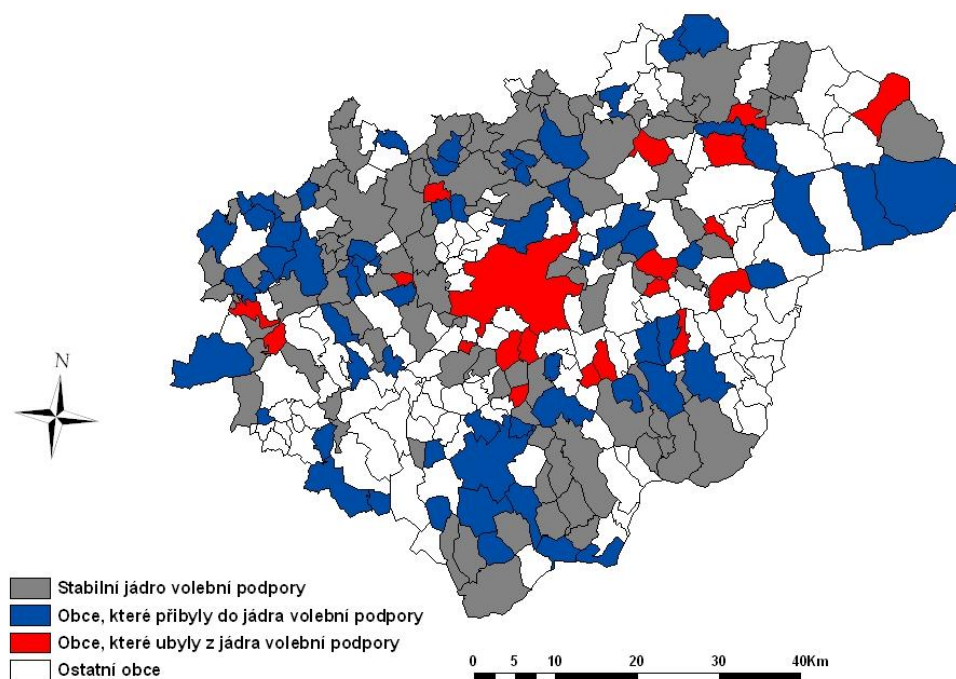 N
Stabilní jádro volební podpory
Obce, které přibyly do jádra volební podpory
Obce, které ubyly z jádra volební podpory
Ostatní obce
0 5 10 20 30 40Km